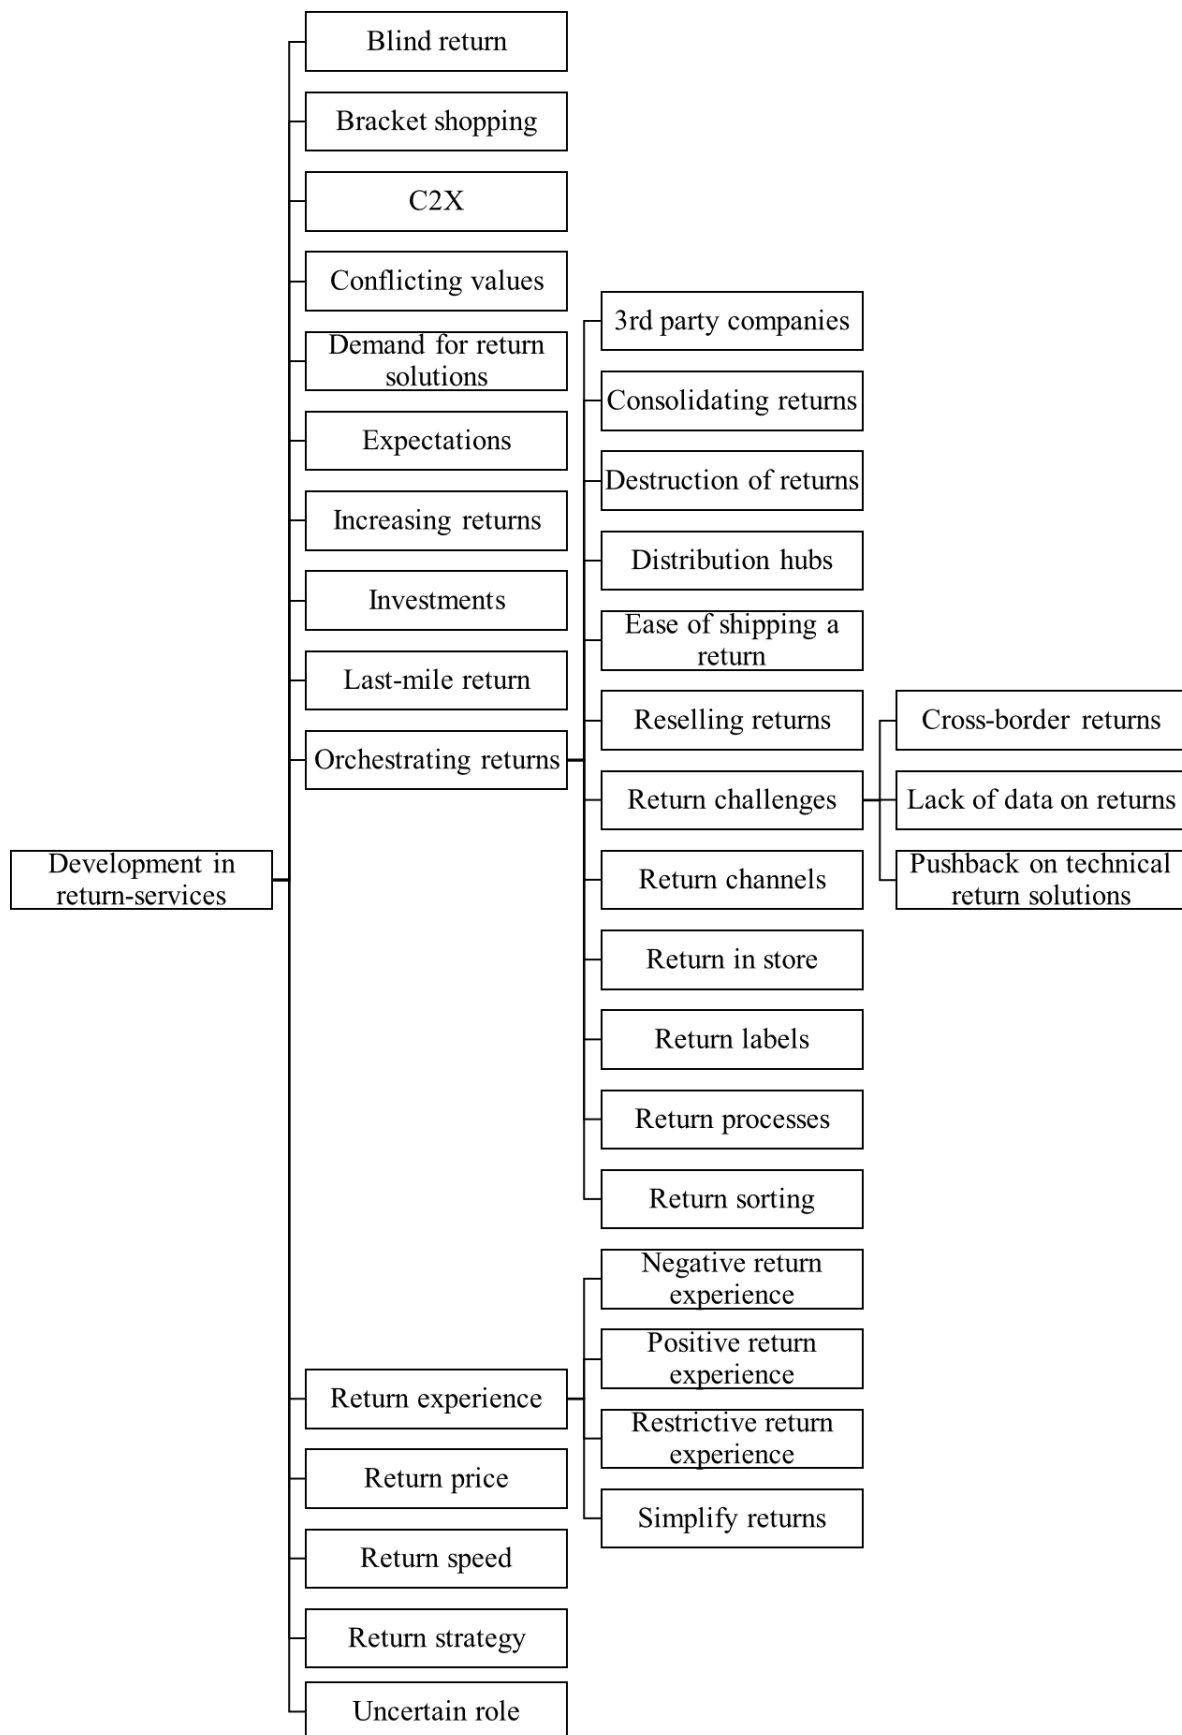 Blind return
Bracket shopping
C2X
Conflicting values
Demand for return
solutions
Expectations
Increasing returns
Investments
Last-mile return
Orchestrating returns
Development in
return-services
Return experience
Return price
Return speed
Return strategy
Uncertain role
3rd party companies
Consolidating returns
Destruction of returns
Distribution hubs
Ease of shipping a
return
Reselling returns
Return challenges
Return channels
Return in store
Return labels
Return processes
Return sorting
Negative return
experience
Positive return
experience
Restrictive return
experience
Simplify returns
Cross-border returns
Lack of data on returns
Pushback on technical
return solutions